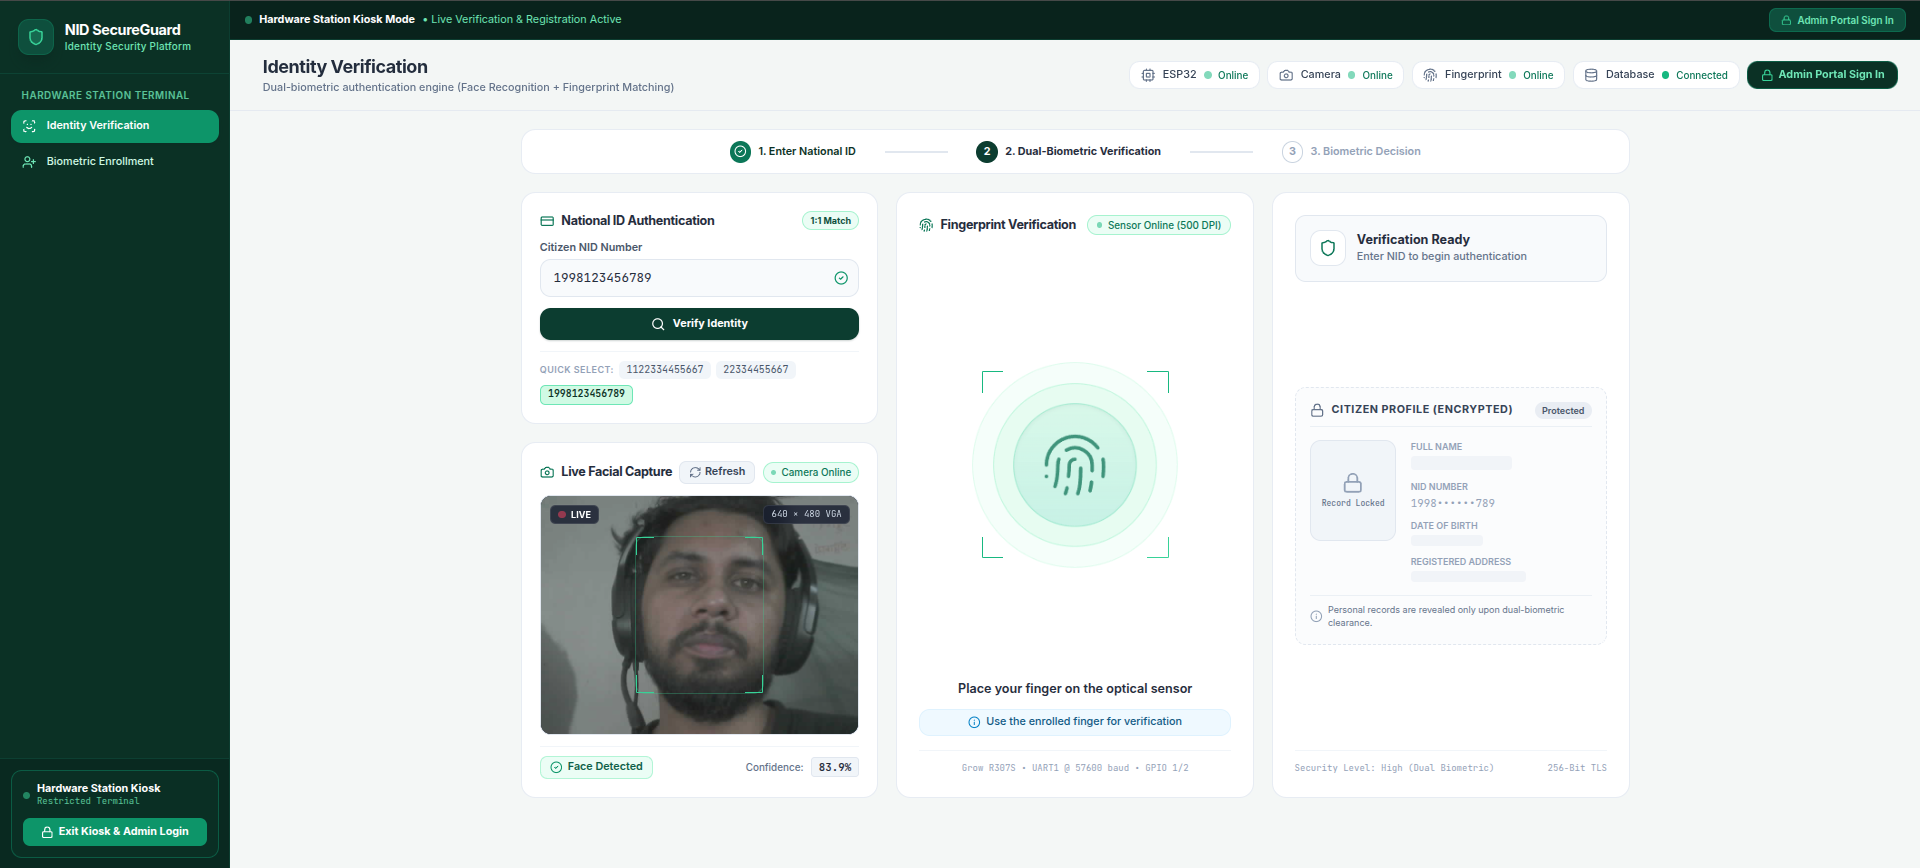 NID SecureGuard
Identity Security Platform
HARDWARE STATION TERMINAL
Identity Verification
Biometric Enrollment
Hardware Station Kiosk
Restricted Terminal
Exit Kiosk & Admin Login
Hardware Station Kiosk Mode • Live Verification & Registration Active
Admin Portal Sign In
Identity Verification
Dual-biometric authentication engine (Face Recognition + Fingerprint Matching)
ESP32 Online
Camera Online
Fingerprint Online
Database Connected
Admin Portal Sign In
1. Enter National ID
2 2. Dual-Biometric Verification
3 3. Biometric Decision
National ID Authentication 1:1 Match
Citizen NID Number
1998123456789
Verify Identity
QUICK SELECT: 1122334455667 22334455667
1998123456789
Live Facial Capture Refresh Camera Online
LIVE 640 × 480 VGA
Face Detected Confidence: 83.9%
Fingerprint Verification Sensor Online (500 DPI)
Place your finger on the optical sensor
Use the enrolled finger for verification
Grow R307S • UART1 @ 57600 baud • GPIO 1/2
Verification Ready
Enter NID to begin authentication
CITIZEN PROFILE (ENCRYPTED) Protected
Record Locked
FULL NAME
NID NUMBER
1998••••••789
DATE OF BIRTH
REGISTERED ADDRESS
Personal records are revealed only upon dual-biometric
clearance.
Security Level: High (Dual Biometric) 256-Bit TLS